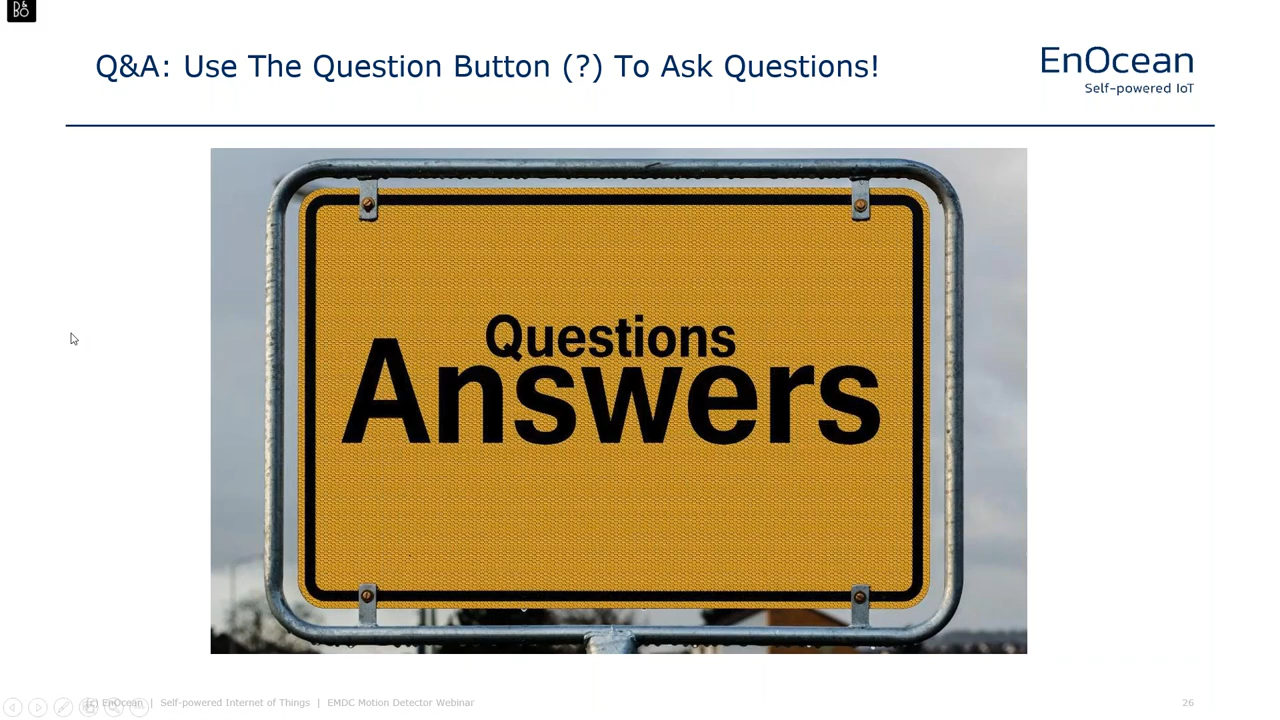 B&O
Q&A: Use The Question Button (?) To Ask Questions!
EnOcean
Self-powered IoT
Questions
Answers
(c) EnOcean | Self-powered Internet of Things | EMDC Motion Detector Webinar
26